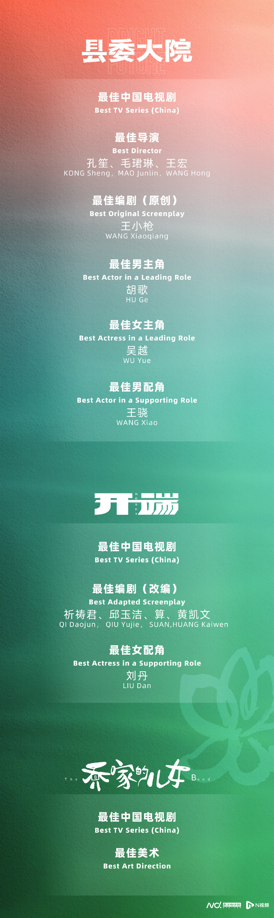 县委大院
最佳中国电视剧
Best TV Series (China)
最佳导演
Best Director
孔笙、毛珺琳、王宏
KONG Sheng、MAO Junlin、WANG Hong
最佳编剧（原创）
Best Original Screenplay
王小枪
WANG Xiaoqiang
最佳男主角
Best Actor in a Leading Role
胡歌
HU Ge
最佳女主角
Best Actress in a Leading Role
吴越
WU Yue
最佳男配角
Best Actor in a Supporting Role
王骁
WANG Xiao
开端
最佳中国电视剧
Best TV Series (China)
最佳编剧（改编）
Best Adapted Screenplay
祈祷君、邱玉洁、算、黄凯文
QI Daojun、QIU Yujie、SUAN,HUANG Kaiwen
最佳女配角
Best Actress in a Supporting Role
刘丹
LIU Dan
乔家的儿女
最佳中国电视剧
Best TV Series (China)
最佳美术
Best Art Direction
N视频